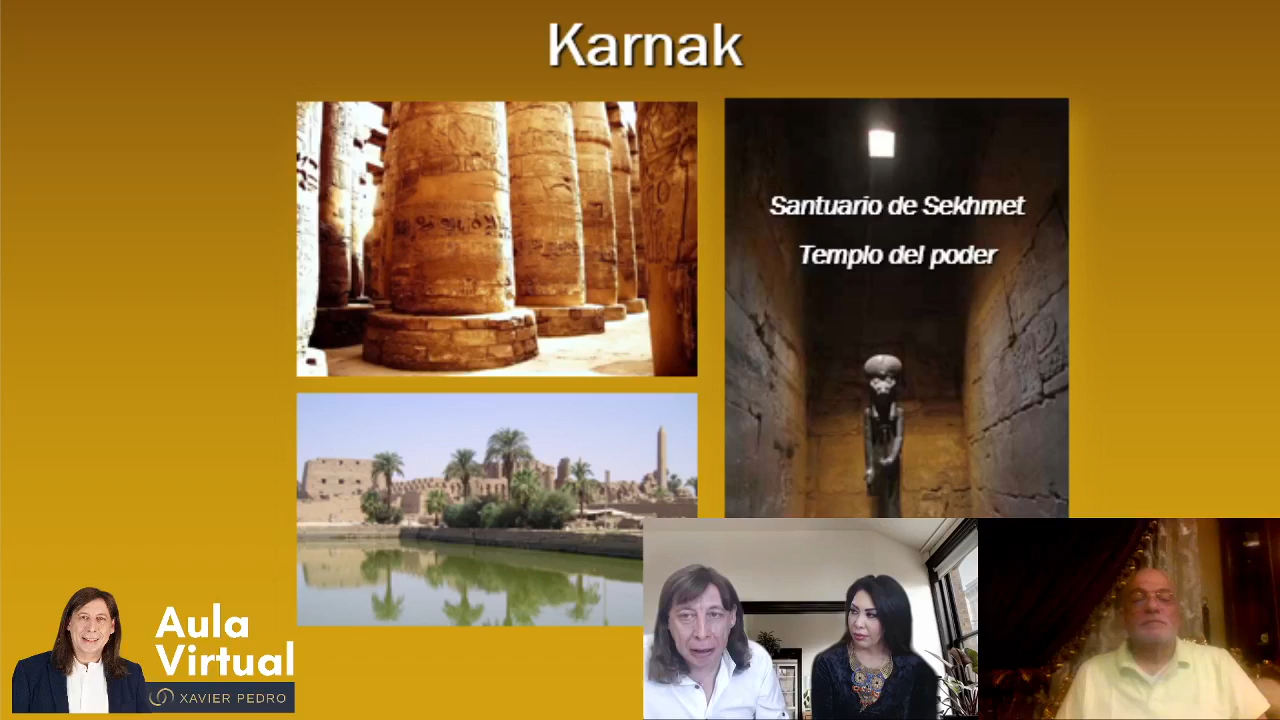 Karnak
Santuario de Sekhmet
Templo del poder
Aula
Virtual
XAVIER PEDRO